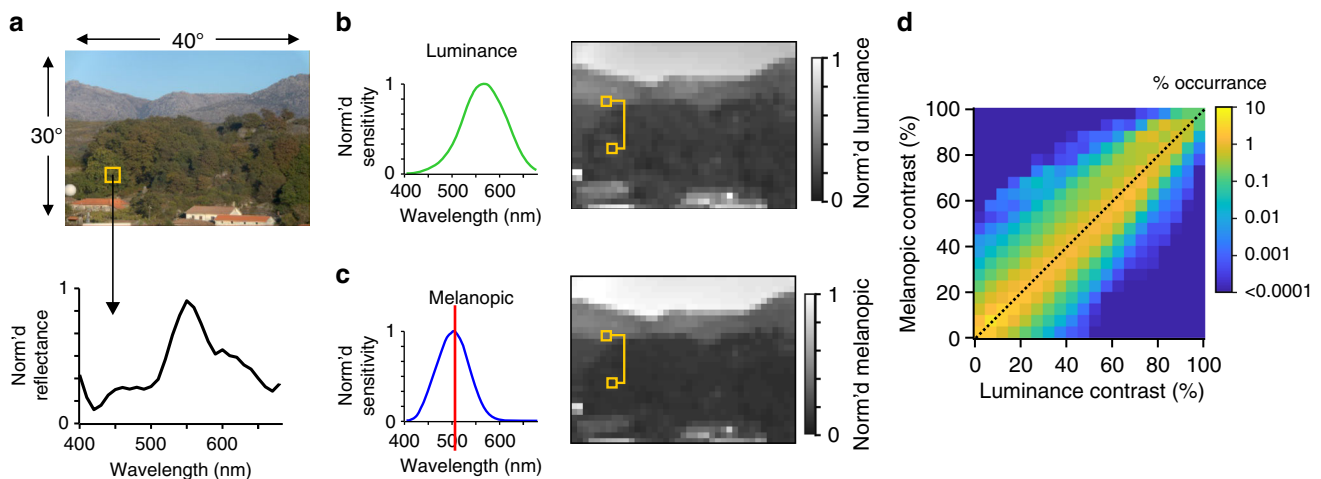 a
40°
30°
1
Norm'd
reflectance
0
400
500
600
Wavelength (nm)
b
Luminance
1
Norm'd
sensitivity
0
400
500
600
Wavelength (nm)
1
Norm'd luminance
0
c
Melanopic
1
Norm'd
sensitivity
0
400
500
600
Wavelength (nm)
1
Norm'd melanopic
0
d
% occurrance
100
80
60
40
20
0
Melanopic contrast (%)
0
20
40
60
80
100
Luminance contrast (%)
10
1
0.1
0.01
0.001
<0.0001